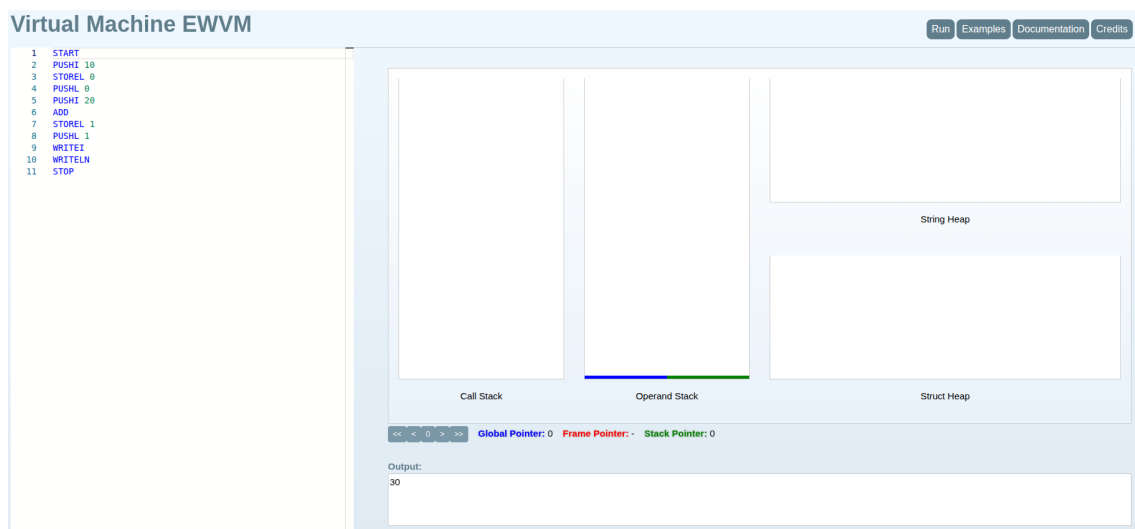 Virtual Machine EWVM
Run Examples Documentation Credits
1 START
2 PUSHI 10
3 STOREL 0
4 PUSHL 0
5 PUSHI 20
6 ADD
7 STOREL 1
8 PUSHL 1
9 WRITEI
10 WRITELN
11 STOP
String Heap
Call Stack Operand Stack Struct Heap
<< < 0 > >> Global Pointer: 0 Frame Pointer: - Stack Pointer: 0
Output:
30